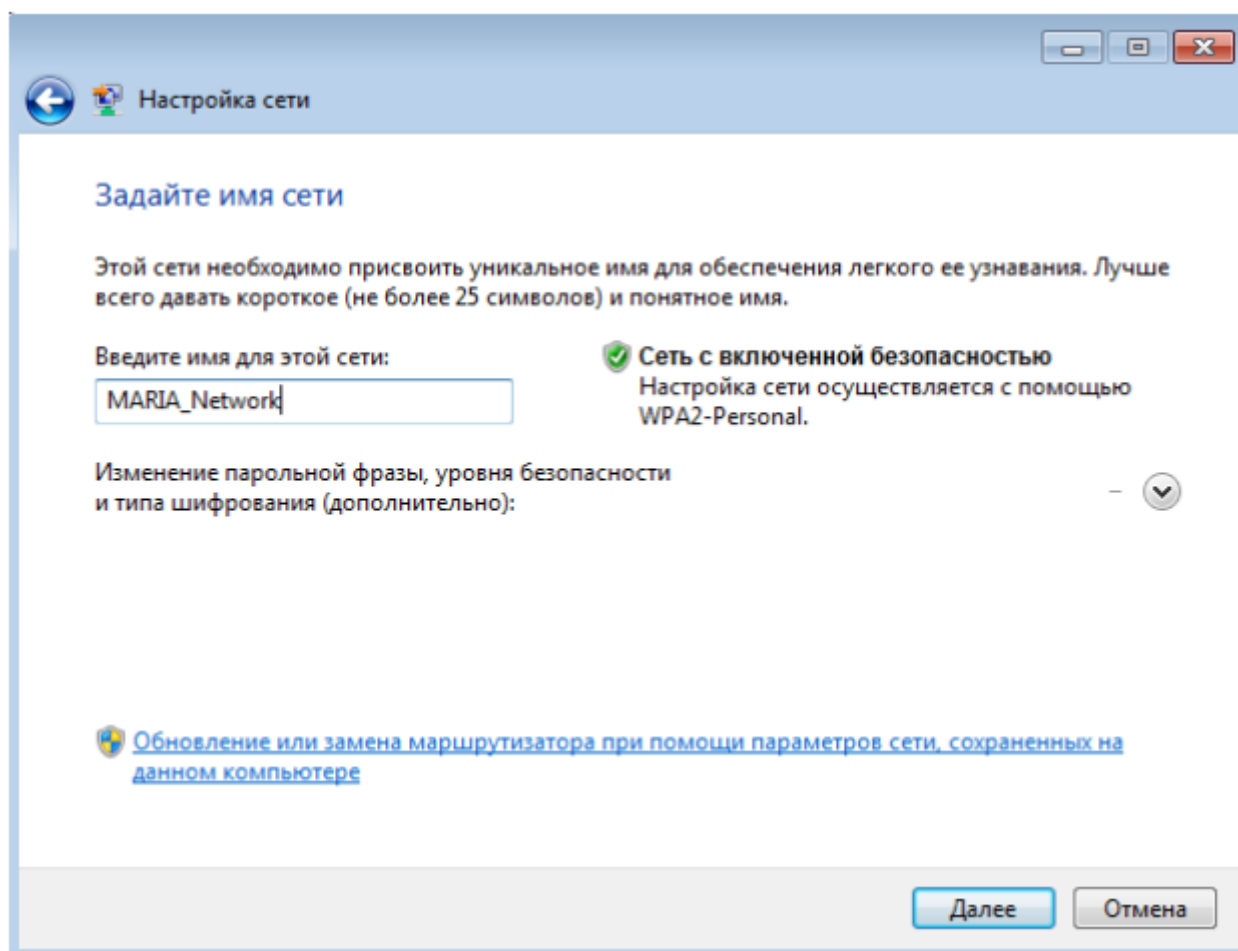 Настройка сети
Задайте имя сети
Этой сети необходимо присвоить уникальное имя для обеспечения легкого ее узнавания. Лучше
всего давать короткое (не более 25 символов) и понятное имя.
Введите имя для этой сети:
MARIA_Network
Сеть с включенной безопасностью
Настройка сети осуществляется с помощью
WPA2-Personal.
Изменение парольной фразы, уровня безопасности
и типа шифрования (дополнительно):
Обновление или замена маршрутизатора при помощи параметров сети, сохраненных на
данном компьютере
Далее
Отмена